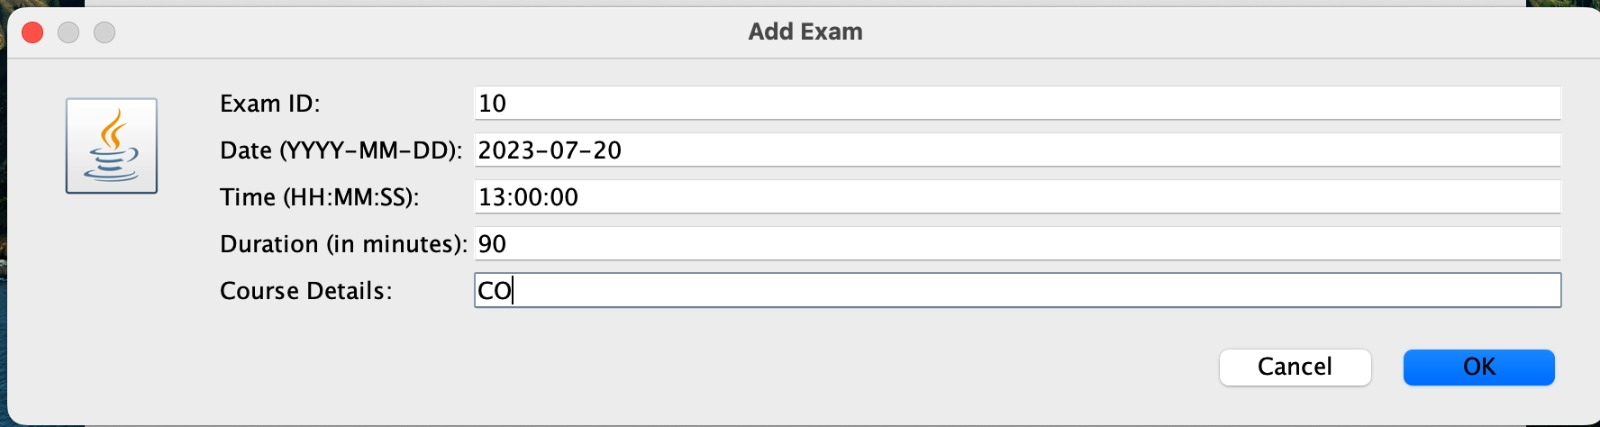 Add Exam
Exam ID: 10
Date (YYYY-MM-DD): 2023-07-20
Time (HH:MM:SS): 13:00:00
Duration (in minutes): 90
Course Details: CO
Cancel OK